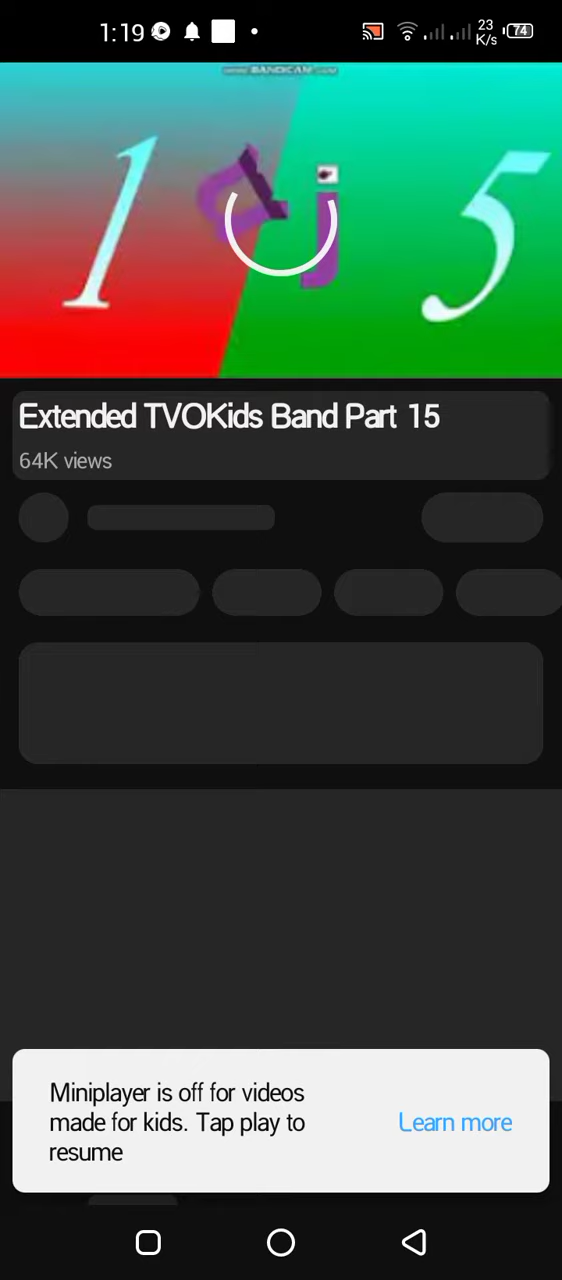 1:19
23
K/s
74
1
j
5
Extended TVOKids Band Part 15
64K views
Miniplayer is off for videos
made for kids. Tap play to
resume
Learn more